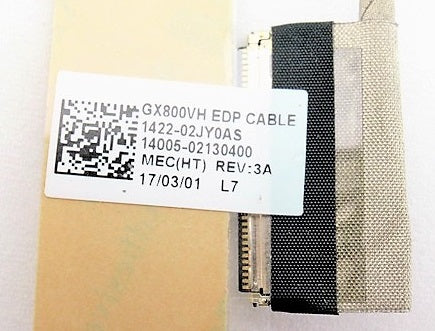 GX800VH EDP CABLE
1422-02JY0AS
14005-02130400
MEC(HT) REV:3A
17/03/01 L7